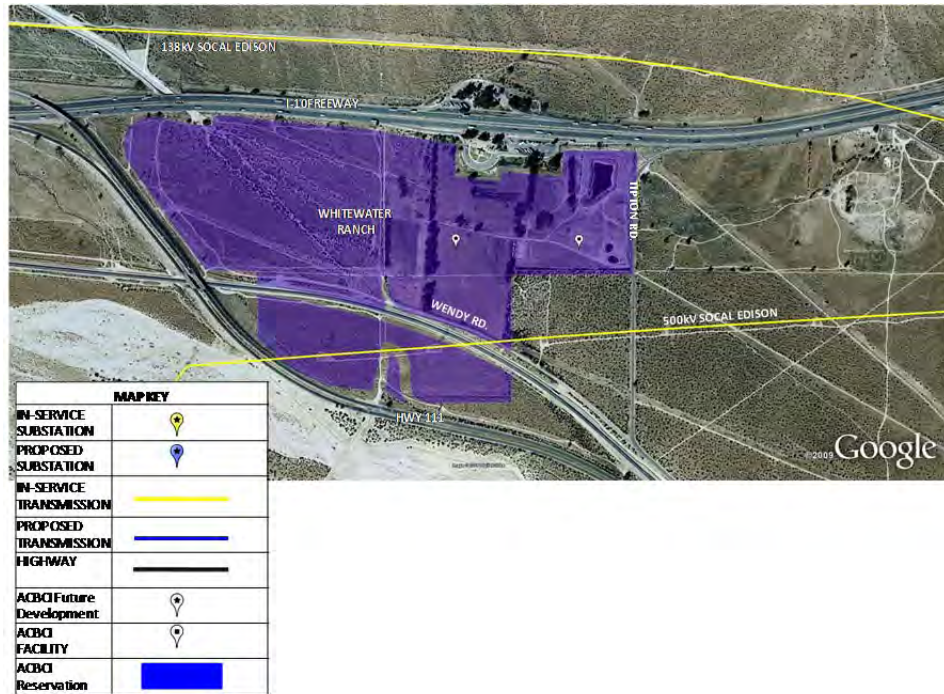 138kV SOCAL EDISON
I-10 FREEWAY
WHITEWATER
RANCH
TIPTON RD.
WENDY RD.
500kV SOCAL EDISON
HWY 111
©2009 Google
MAP KEY
IN-SERVICE
SUBSTATION
PROPOSED
SUBSTATION
IN-SERVICE
TRANSMISSION
PROPOSED
TRANSMISSION
HIGHWAY
ACBCI Future
Development
ACBCI
FACILITY
ACBCI
Reservation